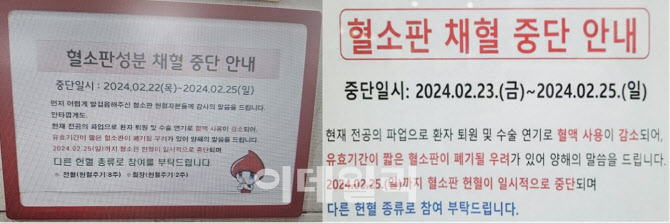 혈소판성분 채혈 중단 안내
중단일시 : 2024.02.22(목)~2024.02.25(일)
먼저 어렵게 발걸음해주신 혈소판 헌혈자분들께 감사의 말씀을 드립니다.
안타깝게도,
현재 전공의 파업으로 환자 퇴원 및 수술 연기로 혈액 사용이 감소되어,
유효기간이 짧은 혈소판이 폐기될 우려가 있어 양해의 말씀을 드립니다.
2024.02.25(일)까지 혈소판 헌혈이 일시적으로 중단되며
다른 헌혈 종류로 참여를 부탁드립니다.
※ 전혈(헌혈주기:8주) ※ 혈장(헌혈주기:2주)
이데일리
혈소판 채혈 중단 안내
중단일시: 2024.02.23.(금)~2024.02.25.(일)
현재 전공의 파업으로 환자 퇴원 및 수술 연기로 혈액 사용이 감소되어,
유효기간이 짧은 혈소판이 폐기될 우려가 있어 양해의 말씀을 드립니다.
2024.02.25(일)까지 혈소판 헌혈이 일시적으로 중단되며
다른 헌혈 종류로 참여 부탁드립니다.